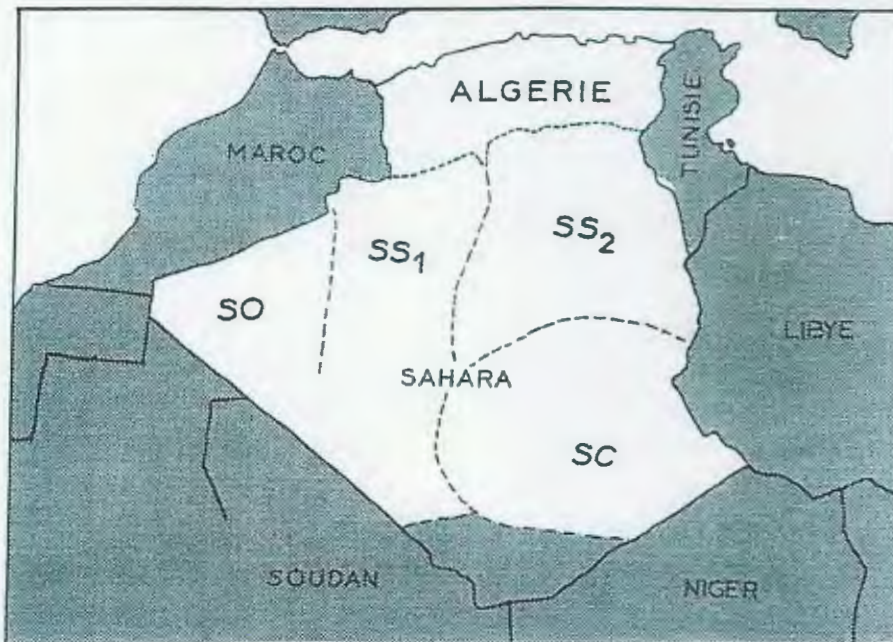 ALGERIE
TUNISIE
MAROC
SS1
SS2
SO
LIBYE
SAHARA
SC
SOUDAN
NIGER